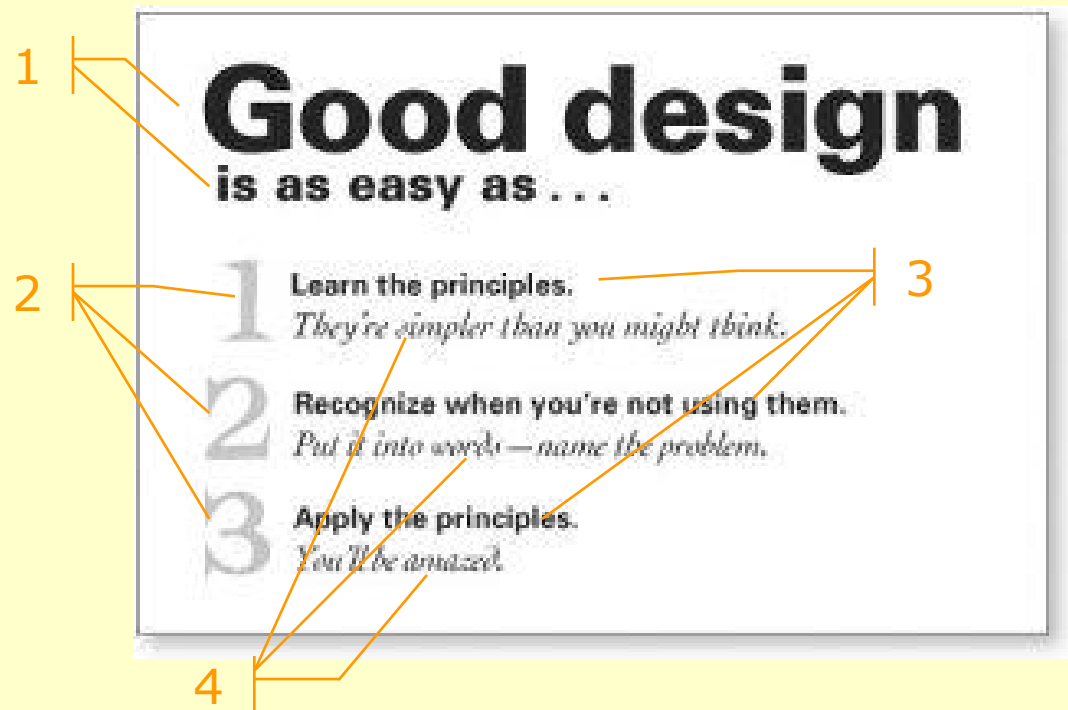 1
Good design
is as easy as . . .
2
3
1 Learn the principles.
They're simpler than you might think.
2 Recognize when you're not using them.
Put it into words — name the problem.
3 Apply the principles.
You'll be amazed.
4